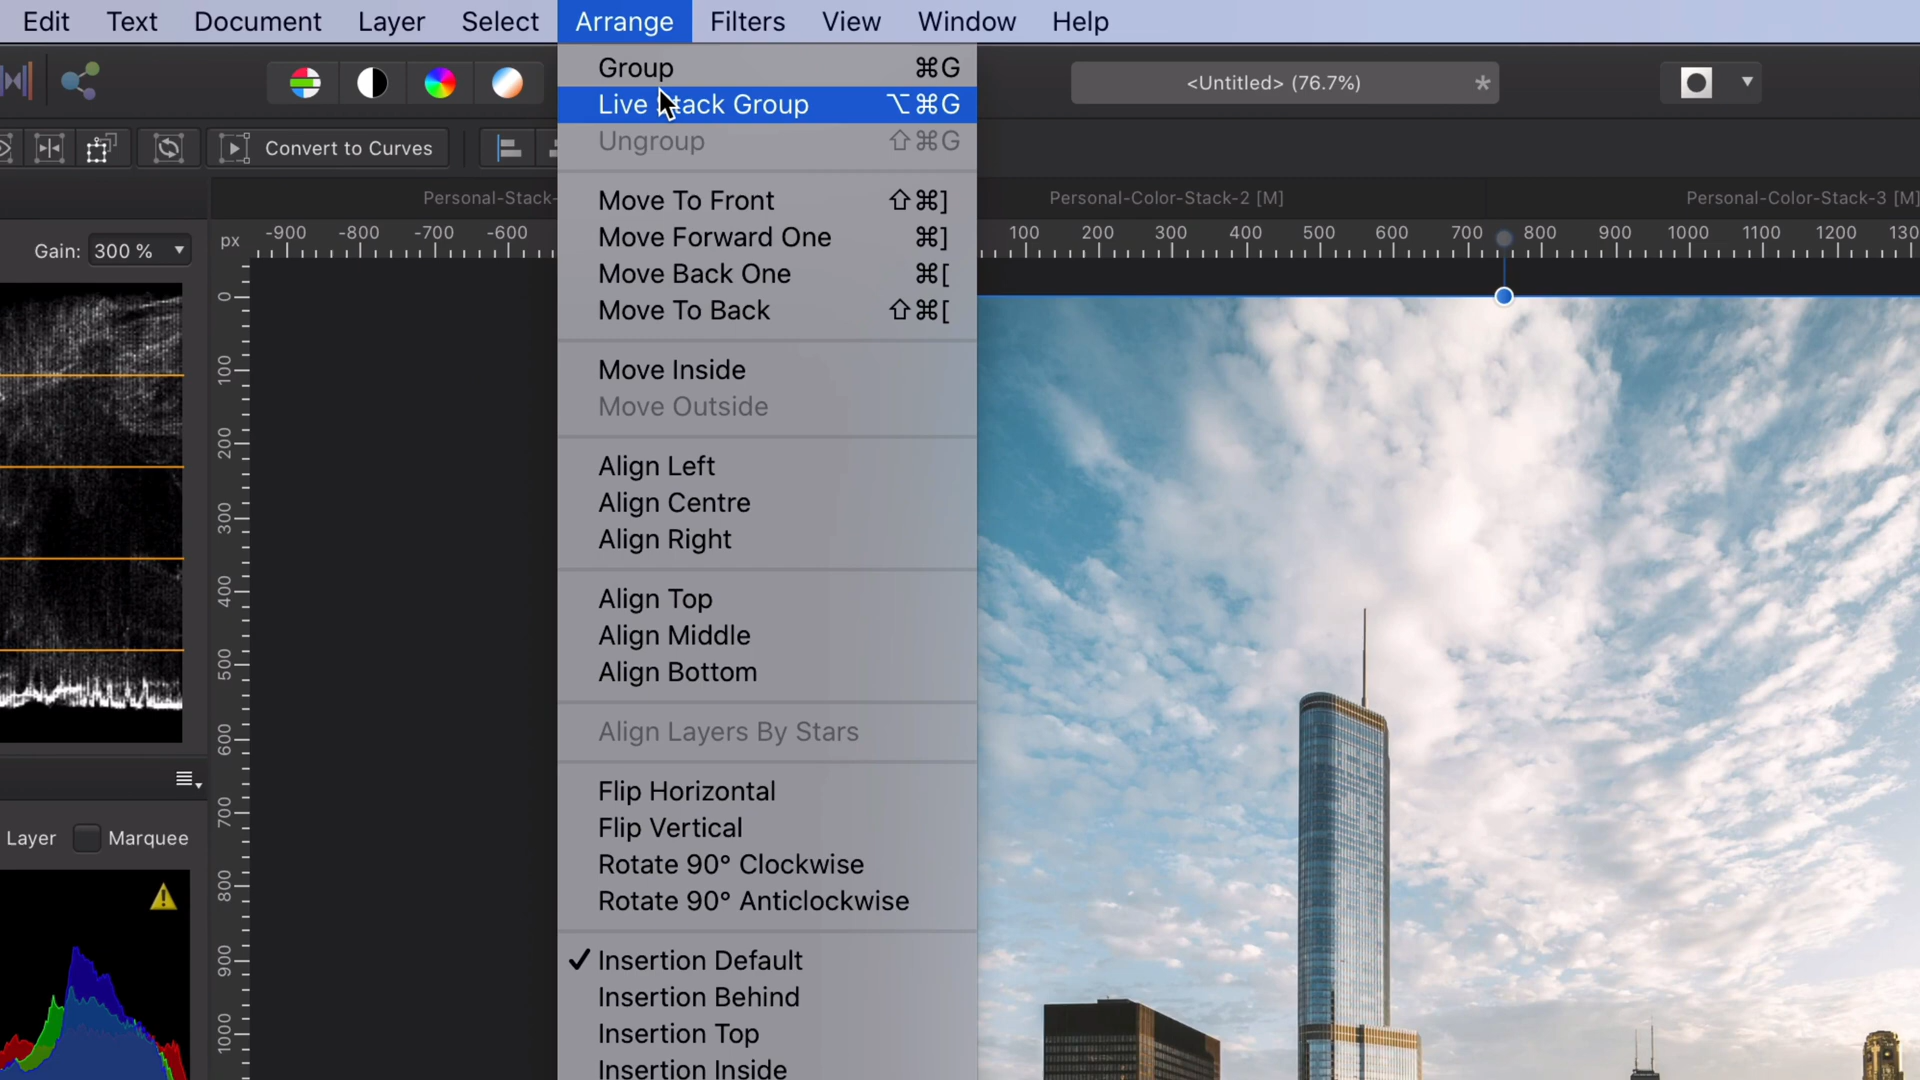 Edit Text Document Layer Select Arrange Filters View Window Help
Group ⌘G
<Untitled> (76.7%) *
Live Stack Group ⌥⌘G
Ungroup ⇧⌘G
Convert to Curves
Personal-Stack-
Move To Front ⇧⌘]
Personal-Color-Stack-2 [M]
Personal-Color-Stack-3 [M]
px -900 -800 -700 -600 100 200 300 400 500 600 700 800 900 1000 1100 1200 130
Move Forward One ⌘]
Gain: 300 %
Move Back One ⌘[
Move To Back ⇧⌘[
Move Inside
Move Outside
Align Left
Align Centre
Align Right
Align Top
Align Middle
Align Bottom
Align Layers By Stars
Flip Horizontal
Flip Vertical
Layer Marquee
Rotate 90° Clockwise
Rotate 90° Anticlockwise
✓ Insertion Default
Insertion Behind
Insertion Top
Insertion Inside
0
100
200
300
400
500
600
700
800
900
1000